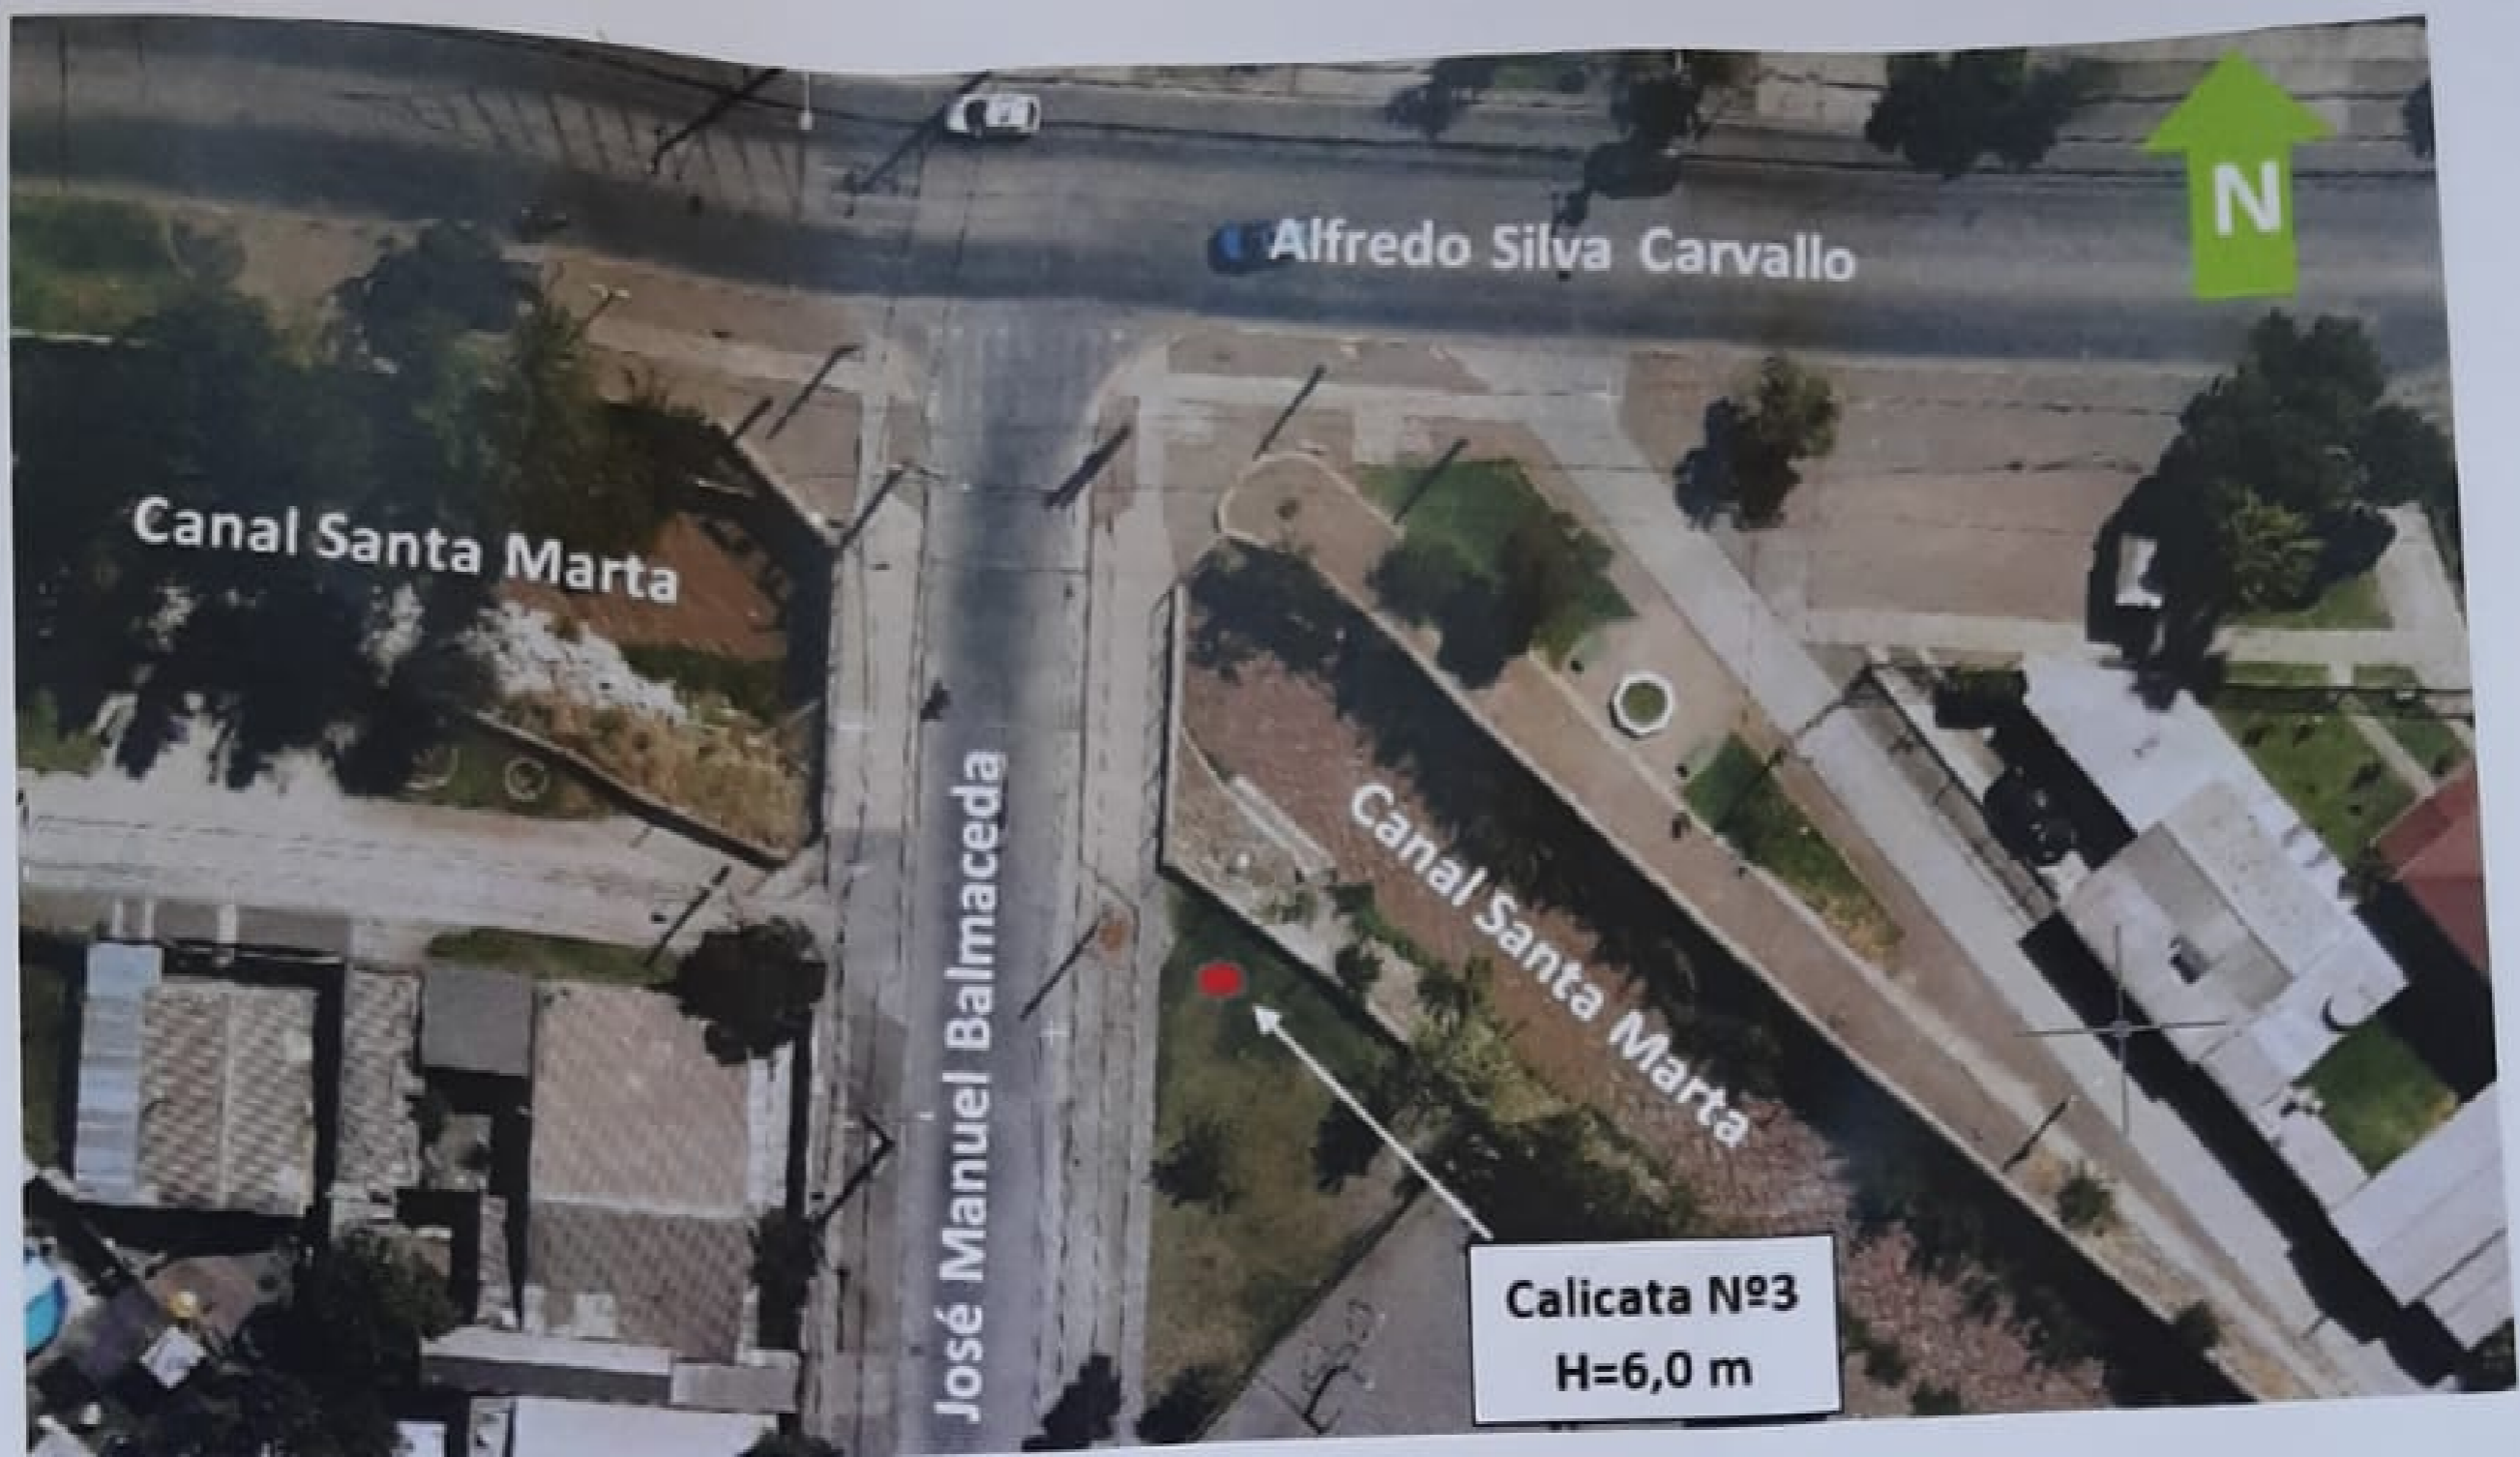 N
Alfredo Silva Carvallo
Canal Santa Marta
José Manuel Balmaceda
Canal Santa Marta
Calicata Nº3
H=6,0 m